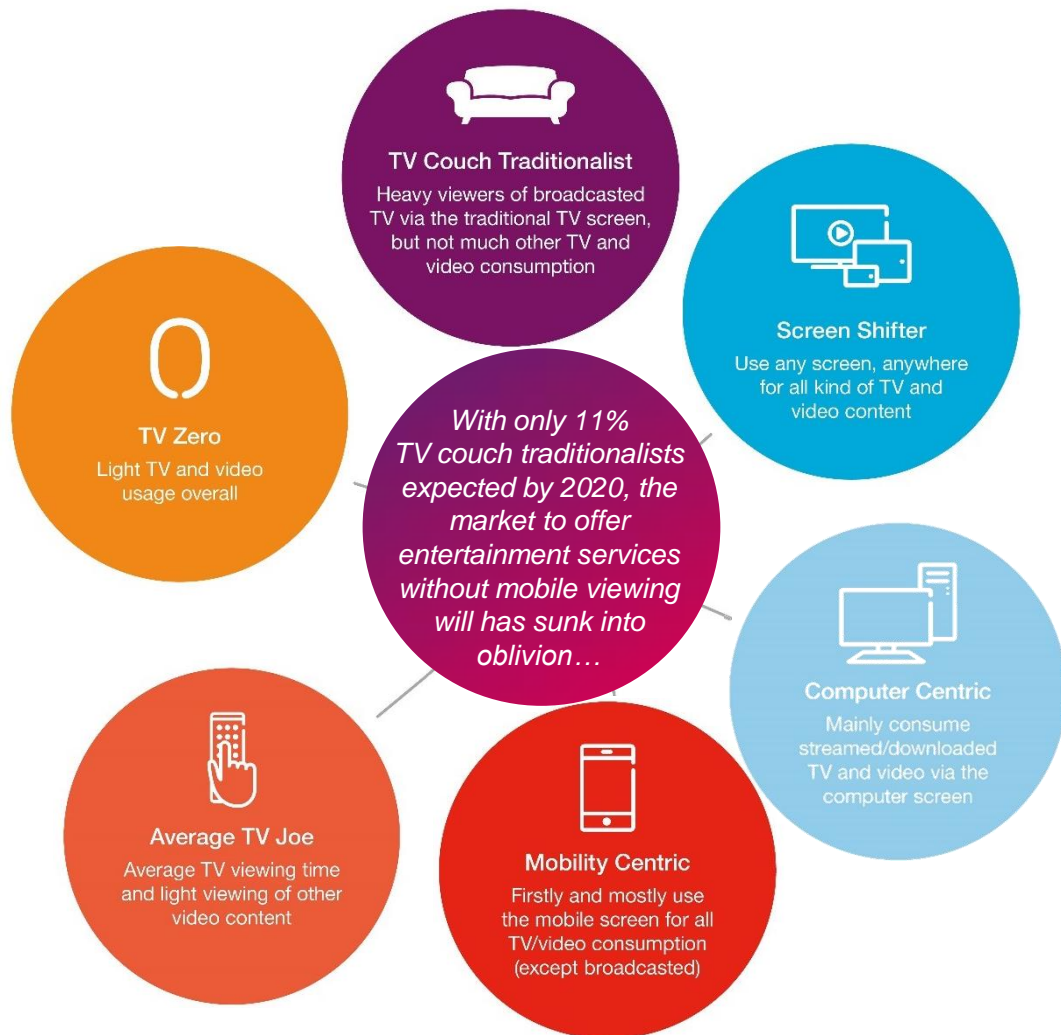 TV Couch Traditionalist
Heavy viewers of broadcasted
TV via the traditional TV screen,
but not much other TV and
video consumption
Screen Shifter
Use any screen, anywhere
for all kind of TV and
video content
TV Zero
Light TV and video
usage overall
With only 11%
TV couch traditionalists
expected by 2020, the
market to offer
entertainment services
without mobile viewing
will has sunk into
oblivion…
Computer Centric
Mainly consume
streamed/downloaded
TV and video via the
computer screen
Average TV Joe
Average TV viewing time
and light viewing of other
video content
Mobility Centric
Firstly and mostly use
the mobile screen for all
TV/video consumption
(except broadcasted)